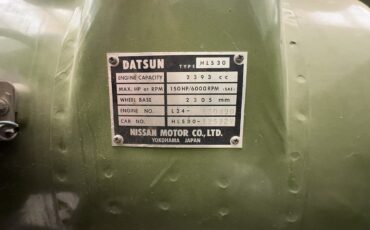 DATSUN TYPE HLS30
ENGINE CAPACITY 2393 cc
MAX. HP at RPM 150HP/6000RPM (SAE)
WHEEL BASE 2305 mm
ENGINE NO. L24-
CAR NO. HLS30-
NISSAN MOTOR CO., LTD.
YOKOHAMA JAPAN